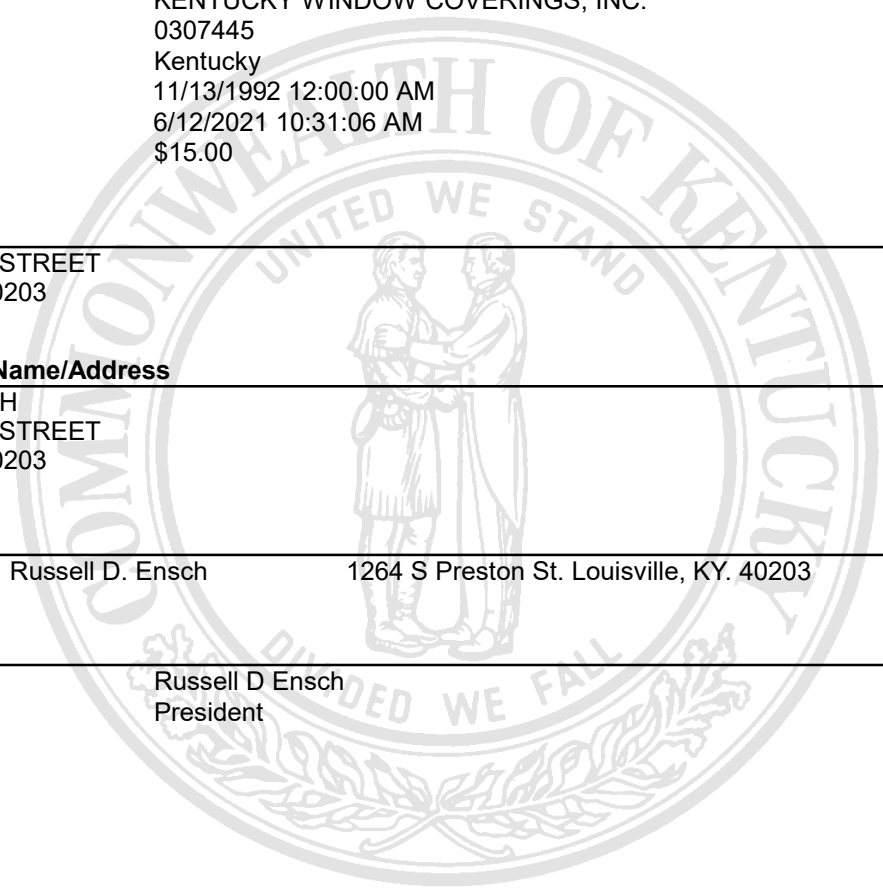 KENTUCKY WINDOW COVERINGS, INC.
0307445
Kentucky
11/13/1992 12:00:00 AM
6/12/2021 10:31:06 AM
$15.00
STREET
0203
Name/Address
H
STREET
0203
Russell D. Ensch 1264 S Preston St. Louisville, KY. 40203
Russell D Ensch
President
COMMONWEALTH OF KENTUCKY
UNITED WE STAND
DIVIDED WE FALL